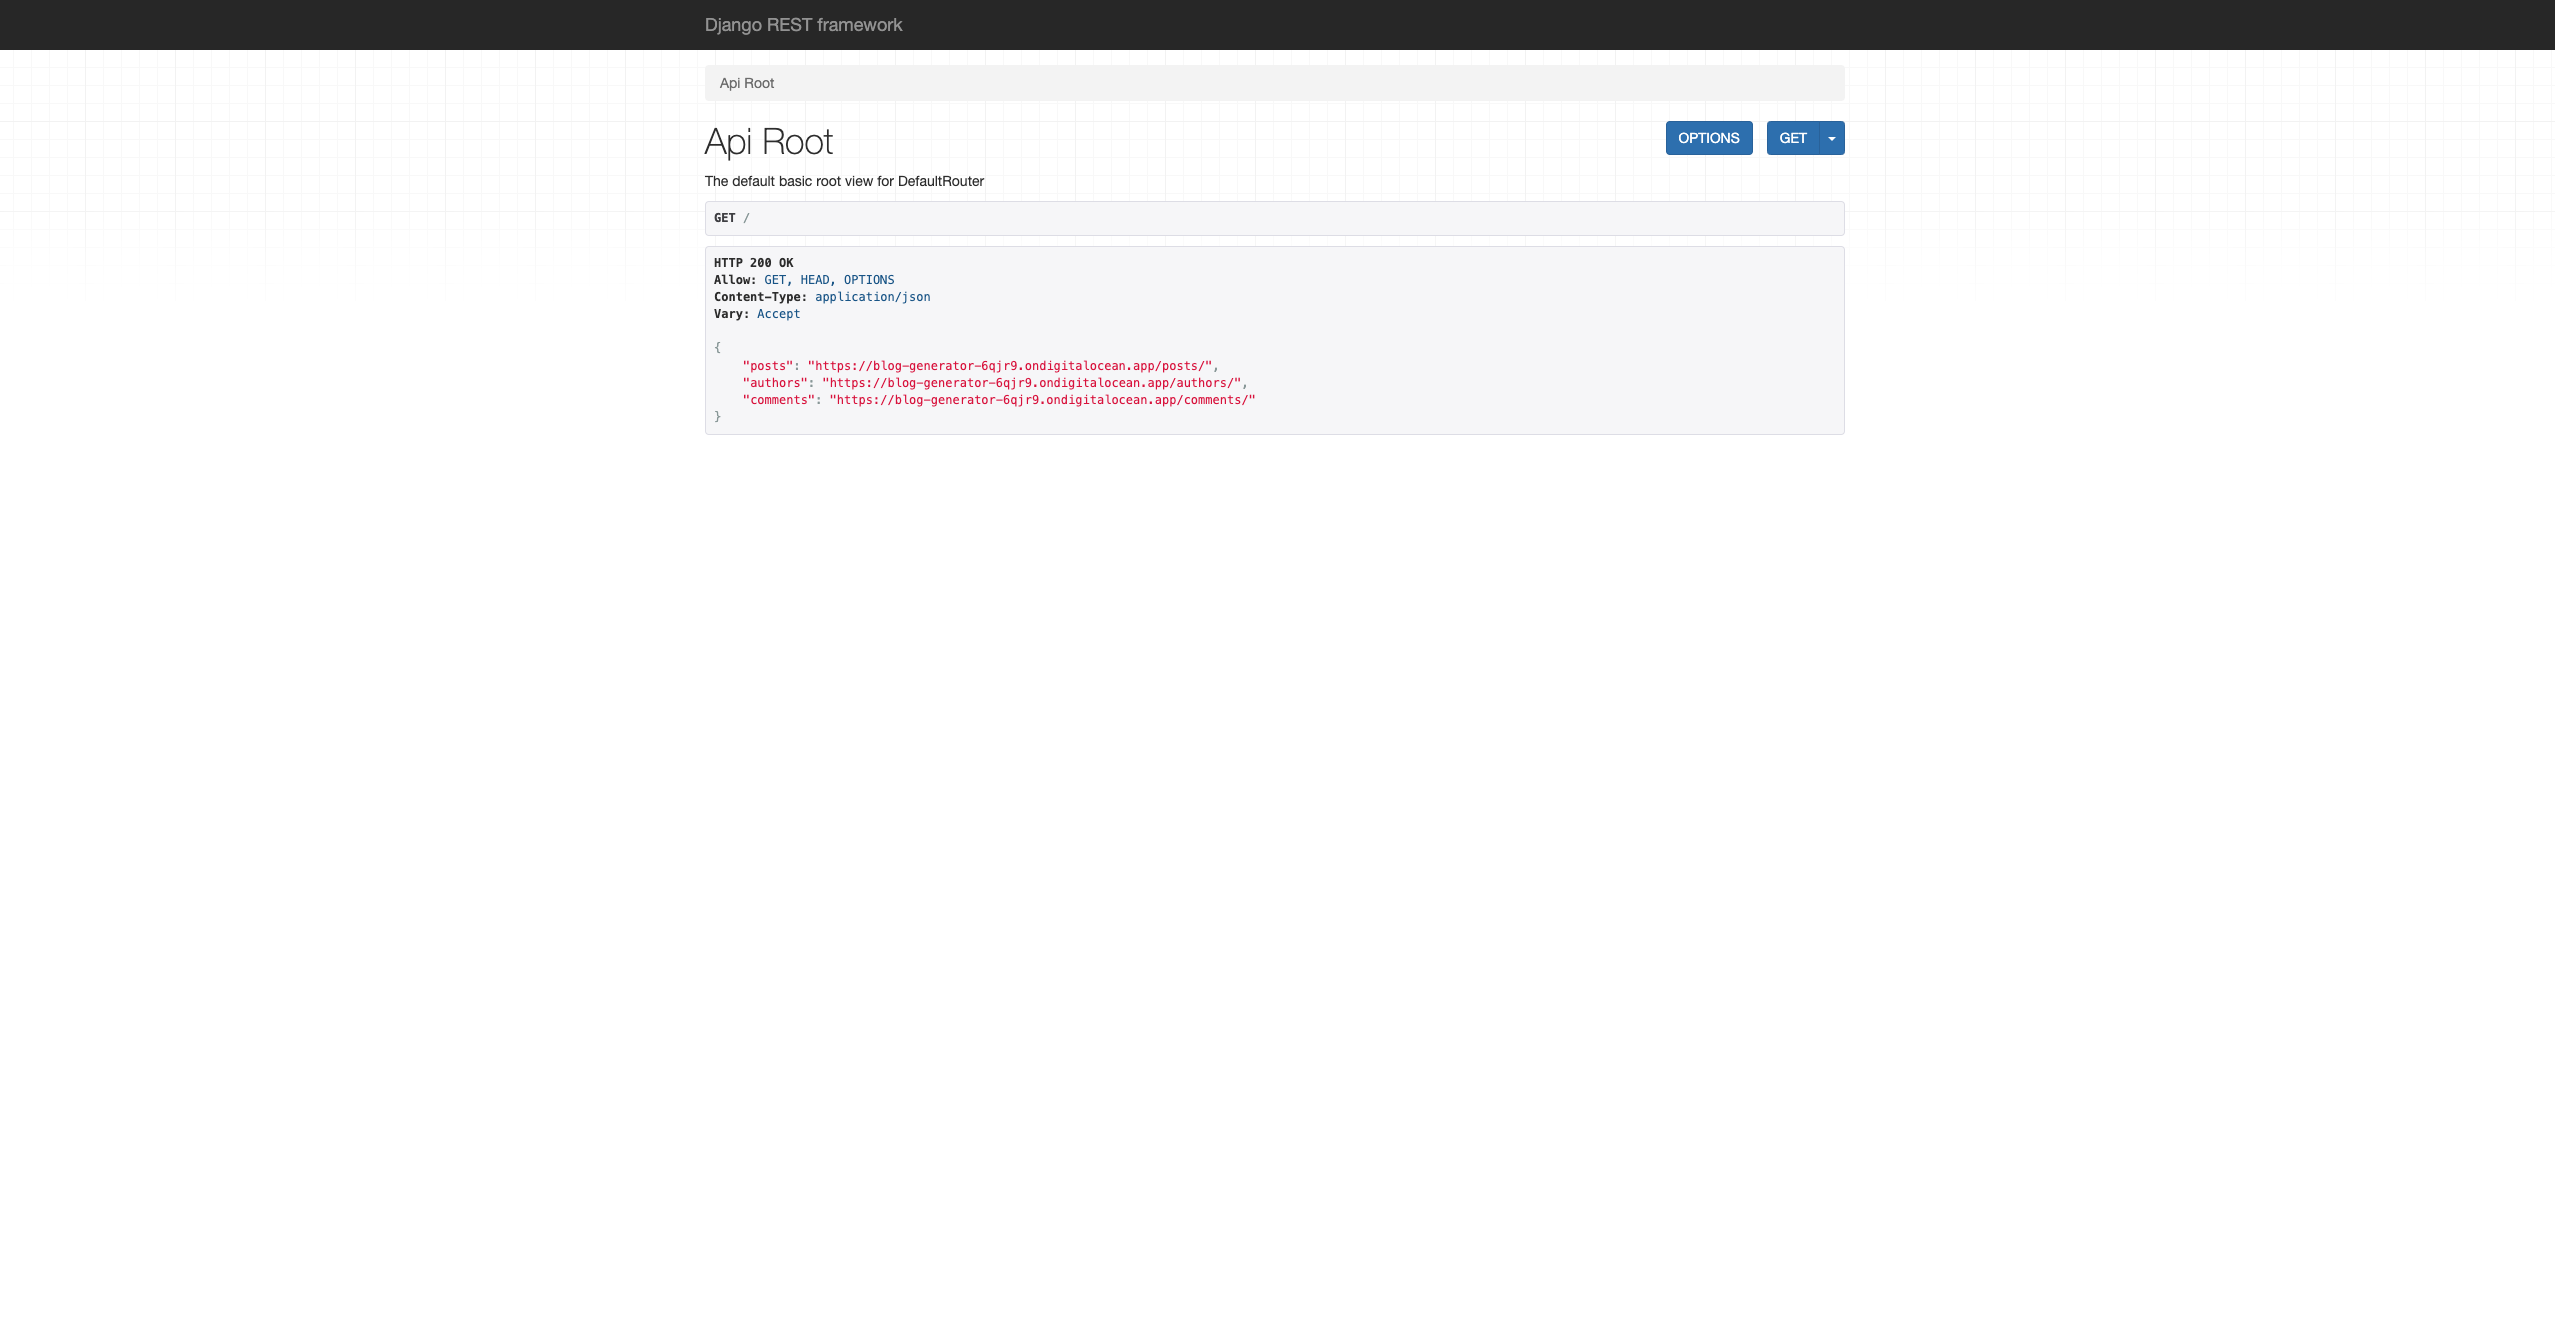 Django REST framework
Api Root
Api Root
OPTIONS
GET
The default basic root view for DefaultRouter
GET /
HTTP 200 OK
Allow: GET, HEAD, OPTIONS
Content-Type: application/json
Vary: Accept
{
    "posts": "https://blog-generator-6qjr9.ondigitalocean.app/posts/",
    "authors": "https://blog-generator-6qjr9.ondigitalocean.app/authors/",
    "comments": "https://blog-generator-6qjr9.ondigitalocean.app/comments/"
}